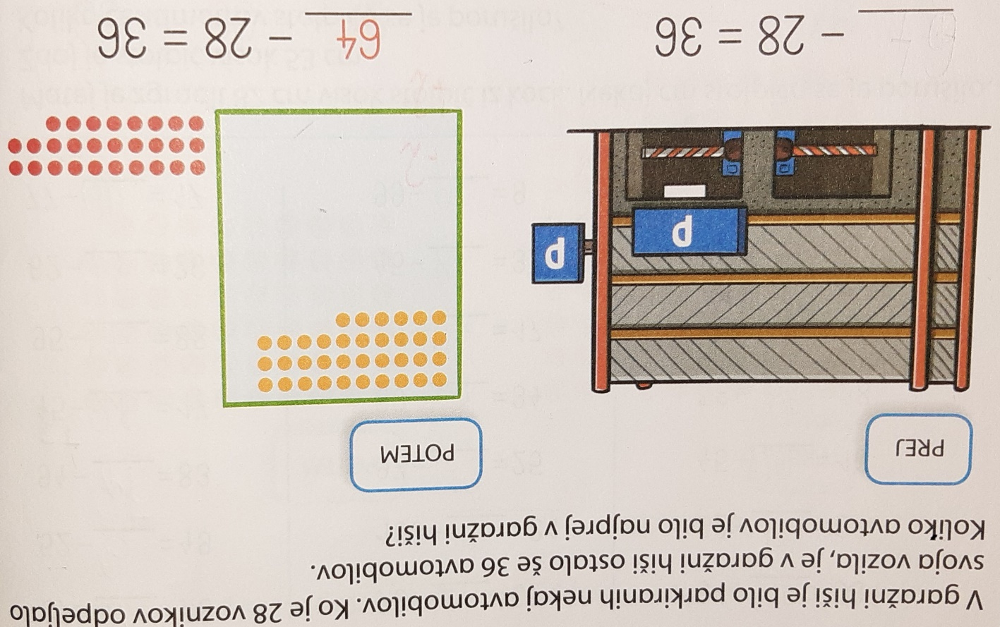 V garažni hiši je bilo parkiranih nekaj avtomobilov. Ko je 28 voznikov odpeljalo
svoja vozila, je v garažni hiši ostalo še 36 avtomobilov.
Koliko avtomobilov je bilo najprej v garažni hiši?
PREJ
POTEM
P
P
____ – 28 = 36
64 – 28 = 36